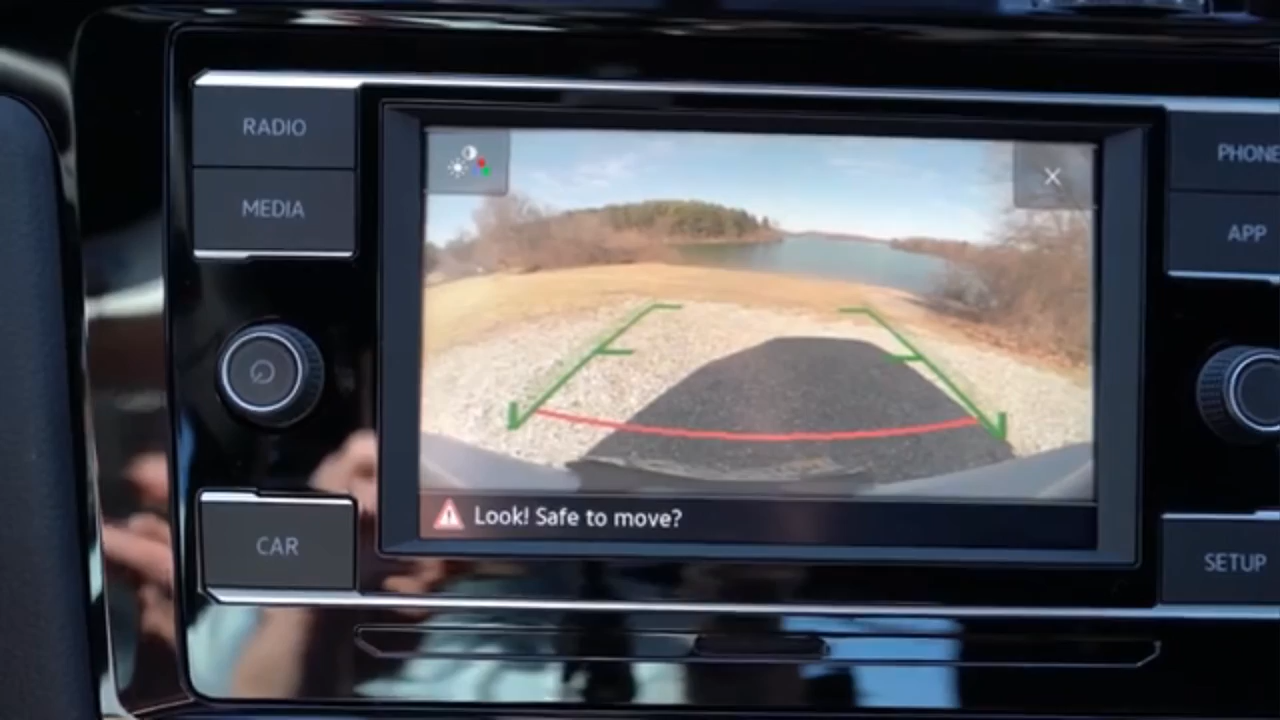 RADIO
MEDIA
CAR
Look! Safe to move?
PHONE
APP
SETUP